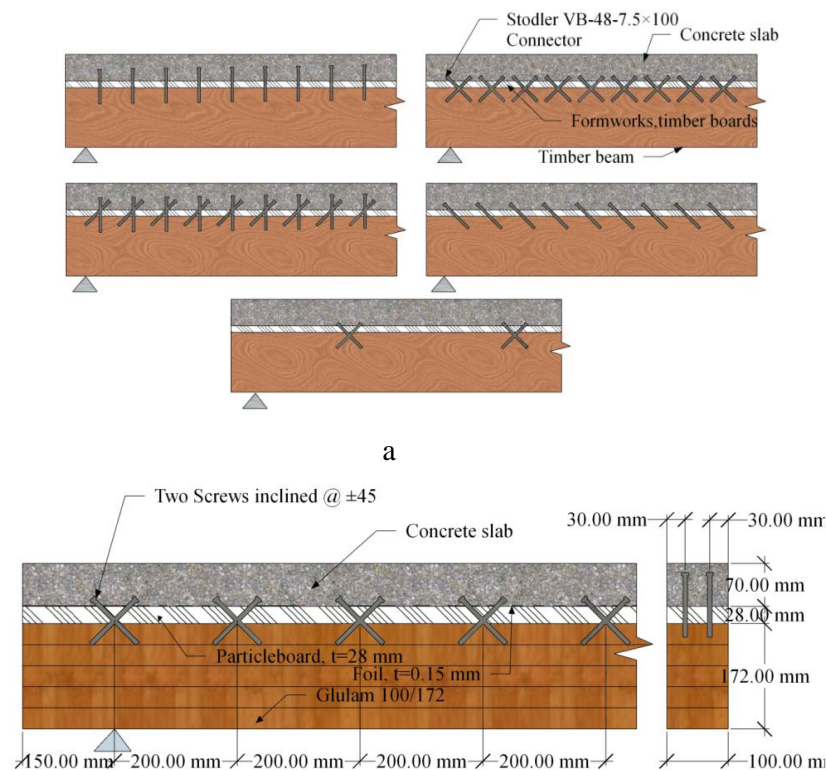 Stodler VB-48-7.5×100
Connector
Concrete slab
Formworks,timber boards
Timber beam
a
Two Screws inclined @ ±45
Concrete slab
30.00 mm
30.00 mm
70.00 mm
28.00 mm
Particleboard, t=28 mm
Foil, t=0.15 mm
172.00 mm
Glulam 100/172
150.00 mm
200.00 mm
200.00 mm
200.00 mm
200.00 mm
100.00 m